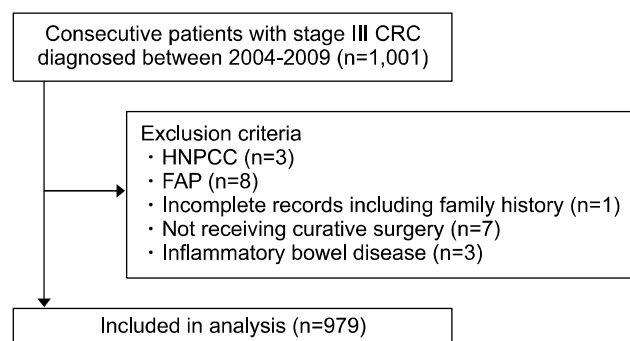 Consecutive patients with stage III CRC
diagnosed between 2004-2009 (n=1,001)
Exclusion criteria
· HNPCC (n=3)
· FAP (n=8)
· Incomplete records including family history (n=1)
· Not receiving curative surgery (n=7)
· Inflammatory bowel disease (n=3)
Included in analysis (n=979)